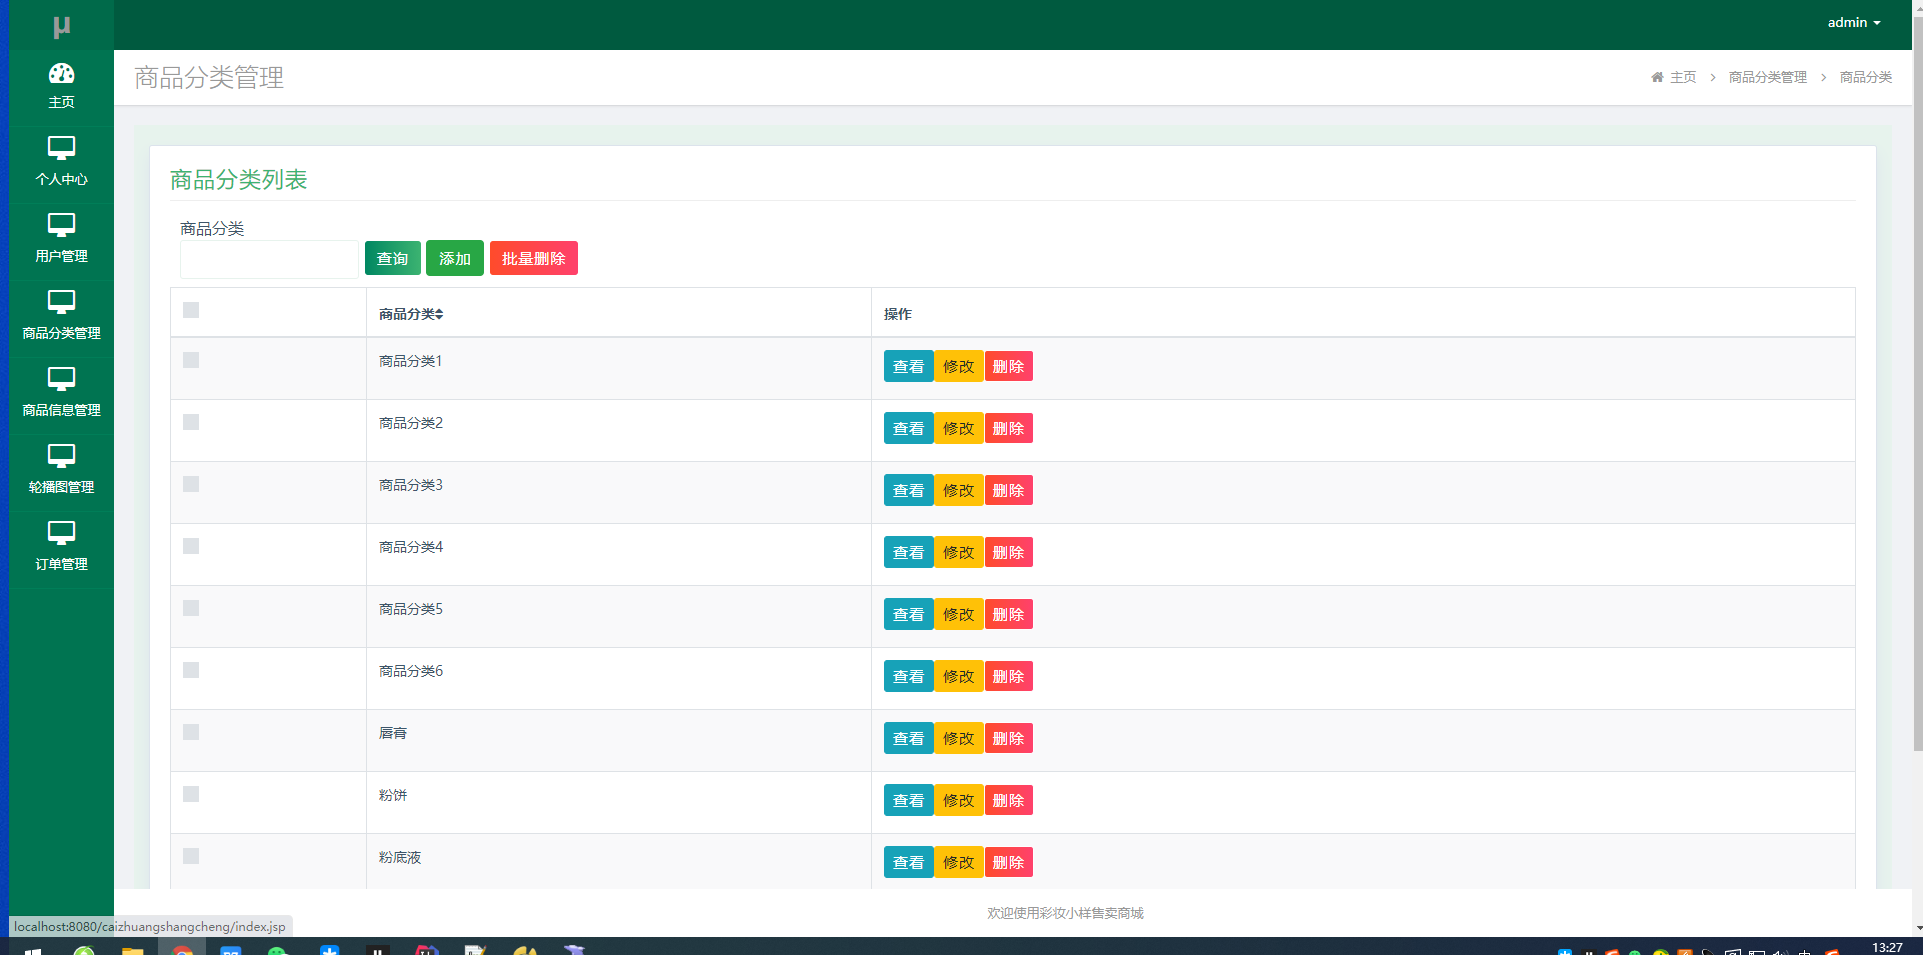 μ
admin
主页
个人中心
用户管理
商品分类管理
商品信息管理
轮播图管理
订单管理
商品分类管理
主页 > 商品分类管理 > 商品分类
商品分类列表
商品分类
查询 添加 批量删除
商品分类 操作
商品分类1 查看 修改 删除
商品分类2 查看 修改 删除
商品分类3 查看 修改 删除
商品分类4 查看 修改 删除
商品分类5 查看 修改 删除
商品分类6 查看 修改 删除
唇膏 查看 修改 删除
粉饼 查看 修改 删除
粉底液 查看 修改 删除
欢迎使用彩妆小样售卖商城
localhost:8080/caizhuangshangcheng/index.jsp
13:27